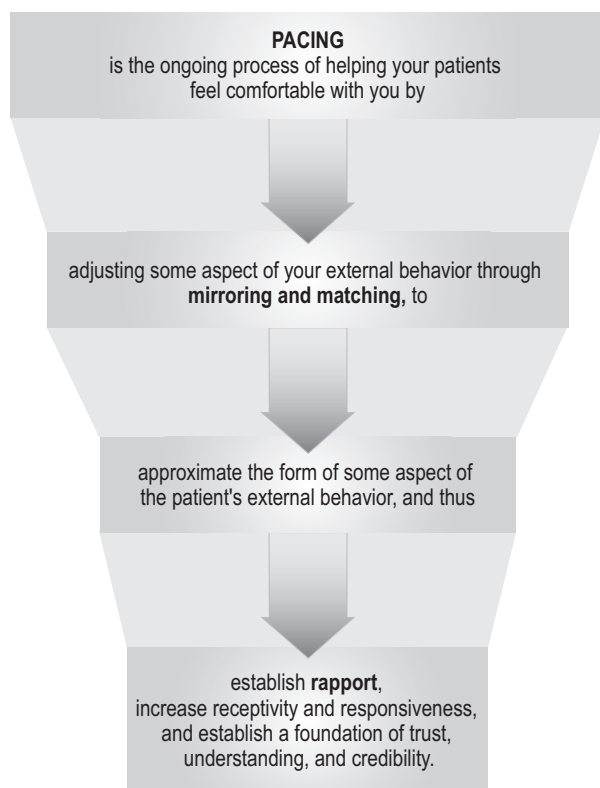 PACING
is the ongoing process of helping your patients
feel comfortable with you by
adjusting some aspect of your external behavior through
mirroring and matching, to
approximate the form of some aspect of
the patient's external behavior, and thus
establish rapport,
increase receptivity and responsiveness,
and establish a foundation of trust,
understanding, and credibility.